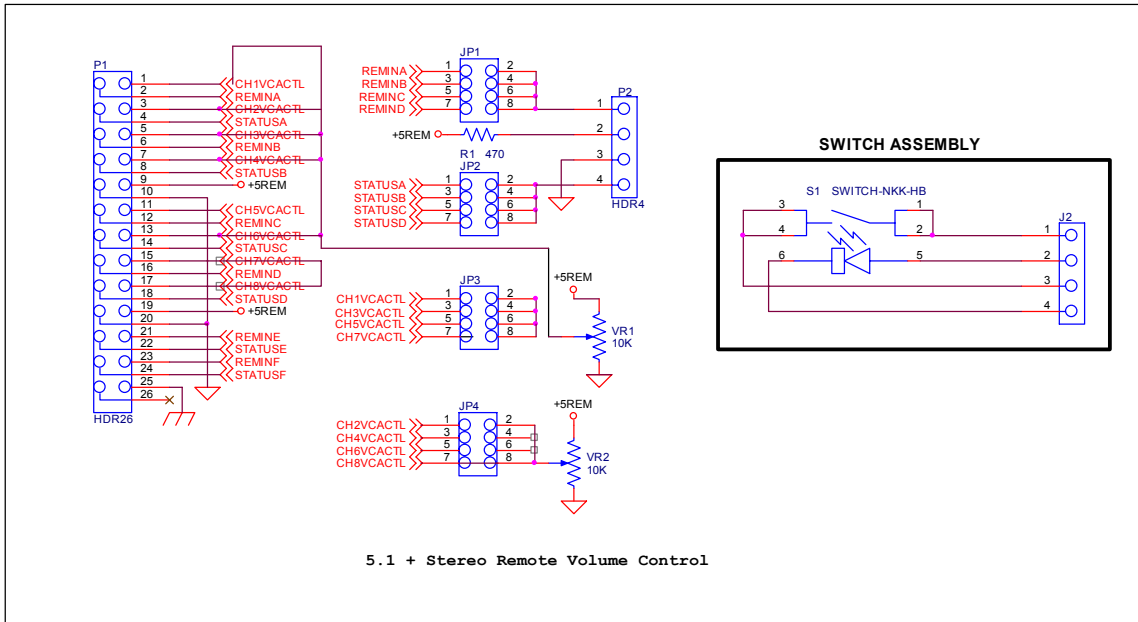 P1
1 CH1VCACTL
2 REMINA
3 CH2VCACTL
4 STATUSA
5 CH3VCACTL
6 REMINB
7 CH4VCACTL
8 STATUSB
9 +5REM
10
11 CH5VCACTL
12 REMINC
13 CH6VCACTL
14 STATUSC
15 CH7VCACTL
16 REMIND
17 CH8VCACTL
18 STATUSD
19 +5REM
20
21 REMINE
22 STATUSE
23 REMINF
24 STATUSF
25
26
HDR26
JP1
REMINA 1 2
REMINB 3 4
REMINC 5 6
REMIND 7 8
P2
1
+5REM 2
R1 470
3
4
HDR4
JP2
STATUSA 1 2
STATUSB 3 4
STATUSC 5 6
STATUSD 7 8
JP3
+5REM
CH1VCACTL 1 2
CH3VCACTL 3 4
CH5VCACTL 5 6
CH7VCACTL 7 8
VR1
10K
JP4
+5REM
CH2VCACTL 1 2
CH4VCACTL 3 4
CH6VCACTL 5 6
CH8VCACTL 7 8
VR2
10K
SWITCH ASSEMBLY
S1 SWITCH-NKK-HB
3 1
4 2
6 5
J2
1
2
3
4
5.1 + Stereo Remote Volume Control